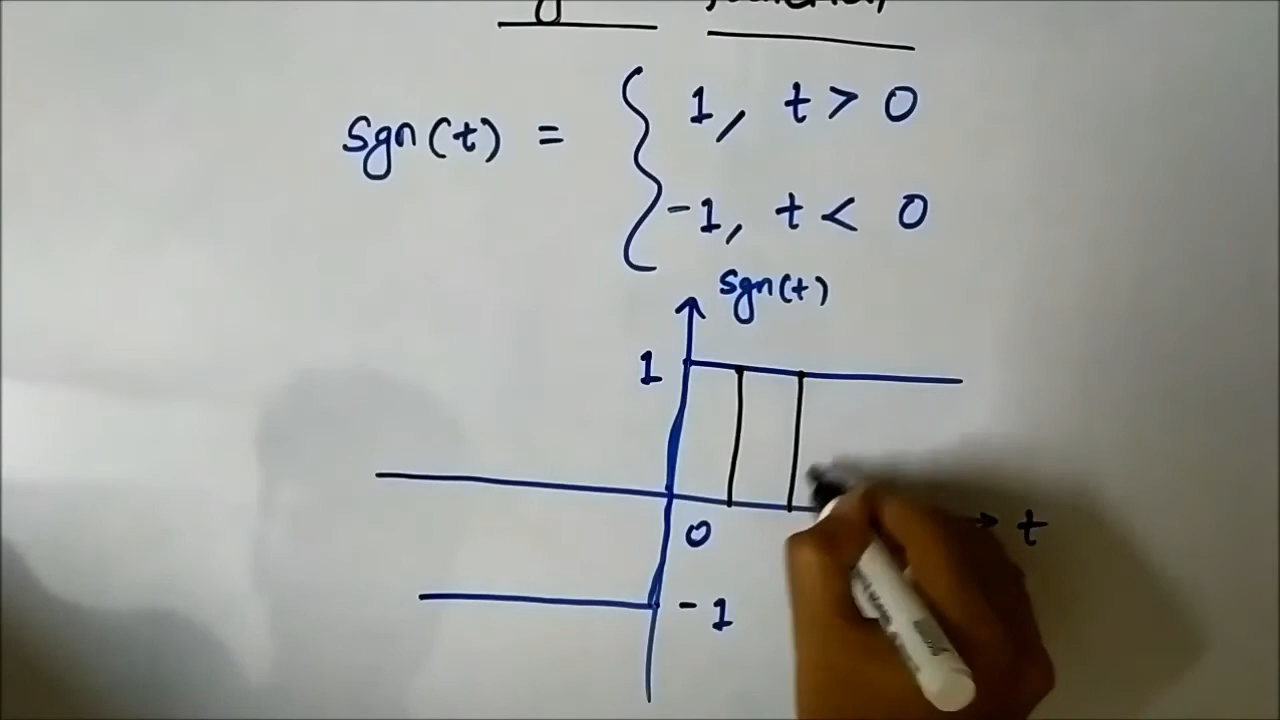 sgn(t) = { 1, t > 0
-1, t < 0
sgn(t)
1
0
t
-1